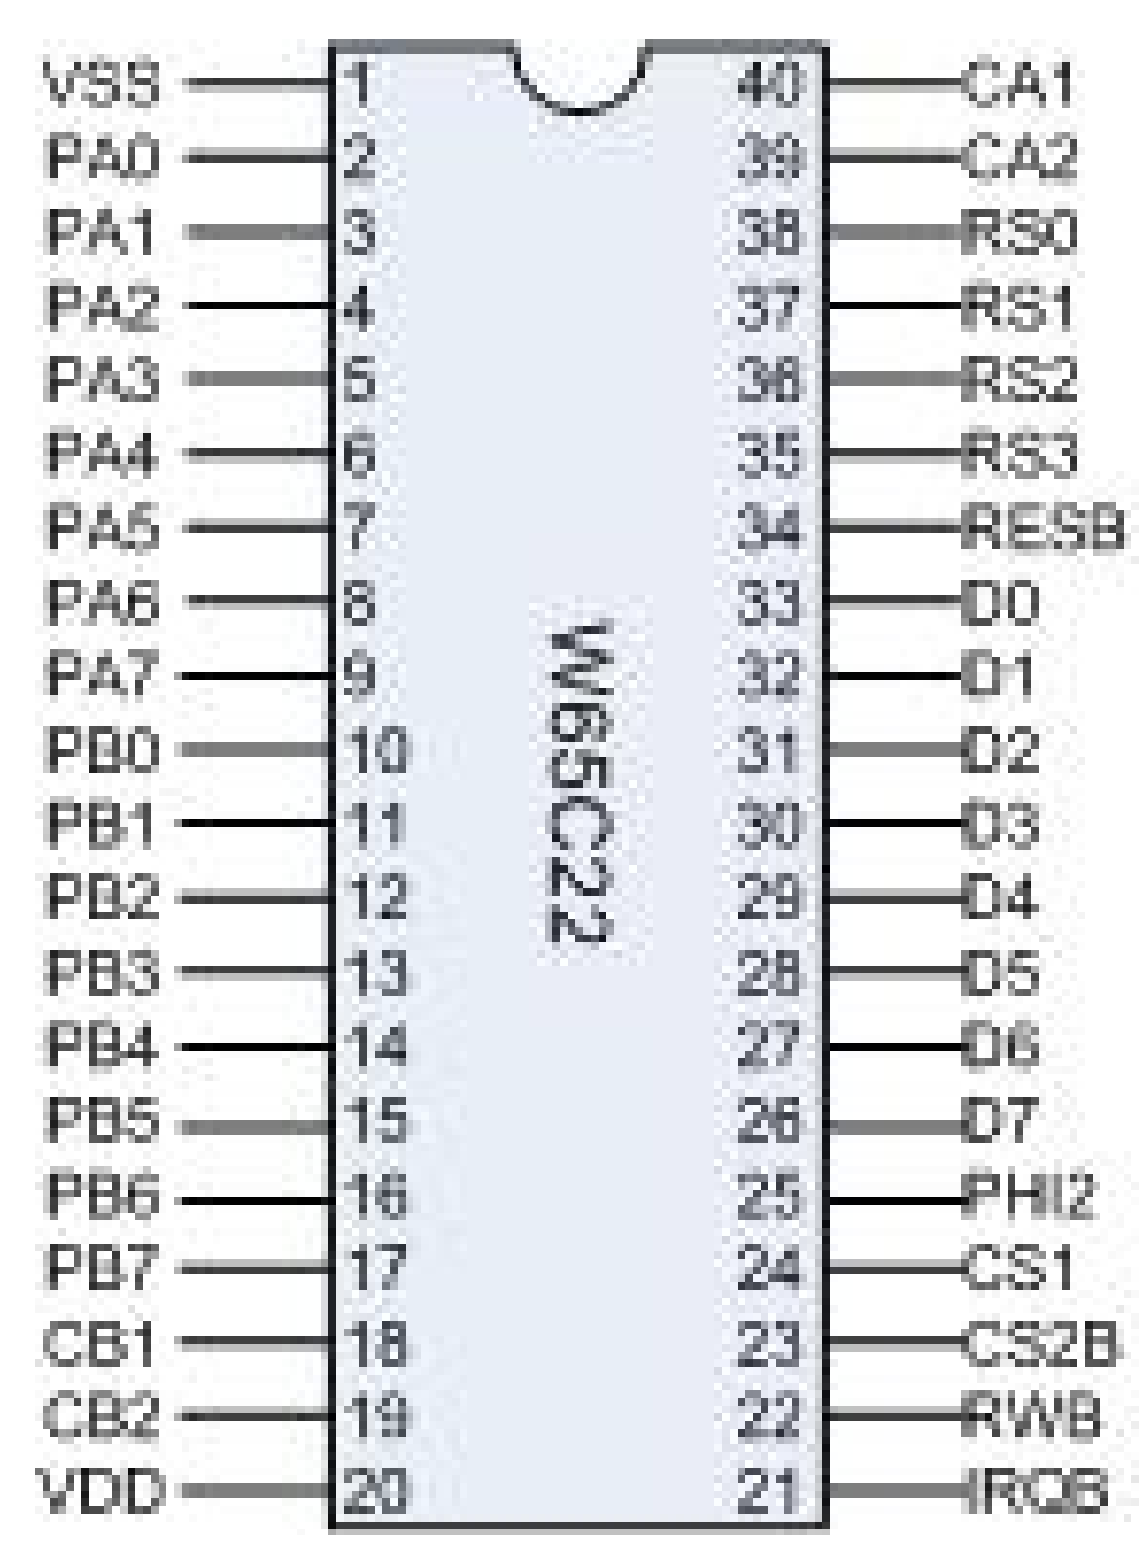 VSS 1 40 CA1
PA0 2 39 CA2
PA1 3 38 RS0
PA2 4 37 RS1
PA3 5 36 RS2
PA4 6 35 RS3
PA5 7 34 RESB
PA6 8 33 D0
PA7 9 32 D1
PB0 10 31 D2
PB1 11 30 D3
PB2 12 29 D4
PB3 13 28 D5
PB4 14 27 D6
PB5 15 26 D7
PB6 16 25 PHI2
PB7 17 24 CS1
CB1 18 23 CS2B
CB2 19 22 RWB
VDD 20 21 IRQB
W65C22